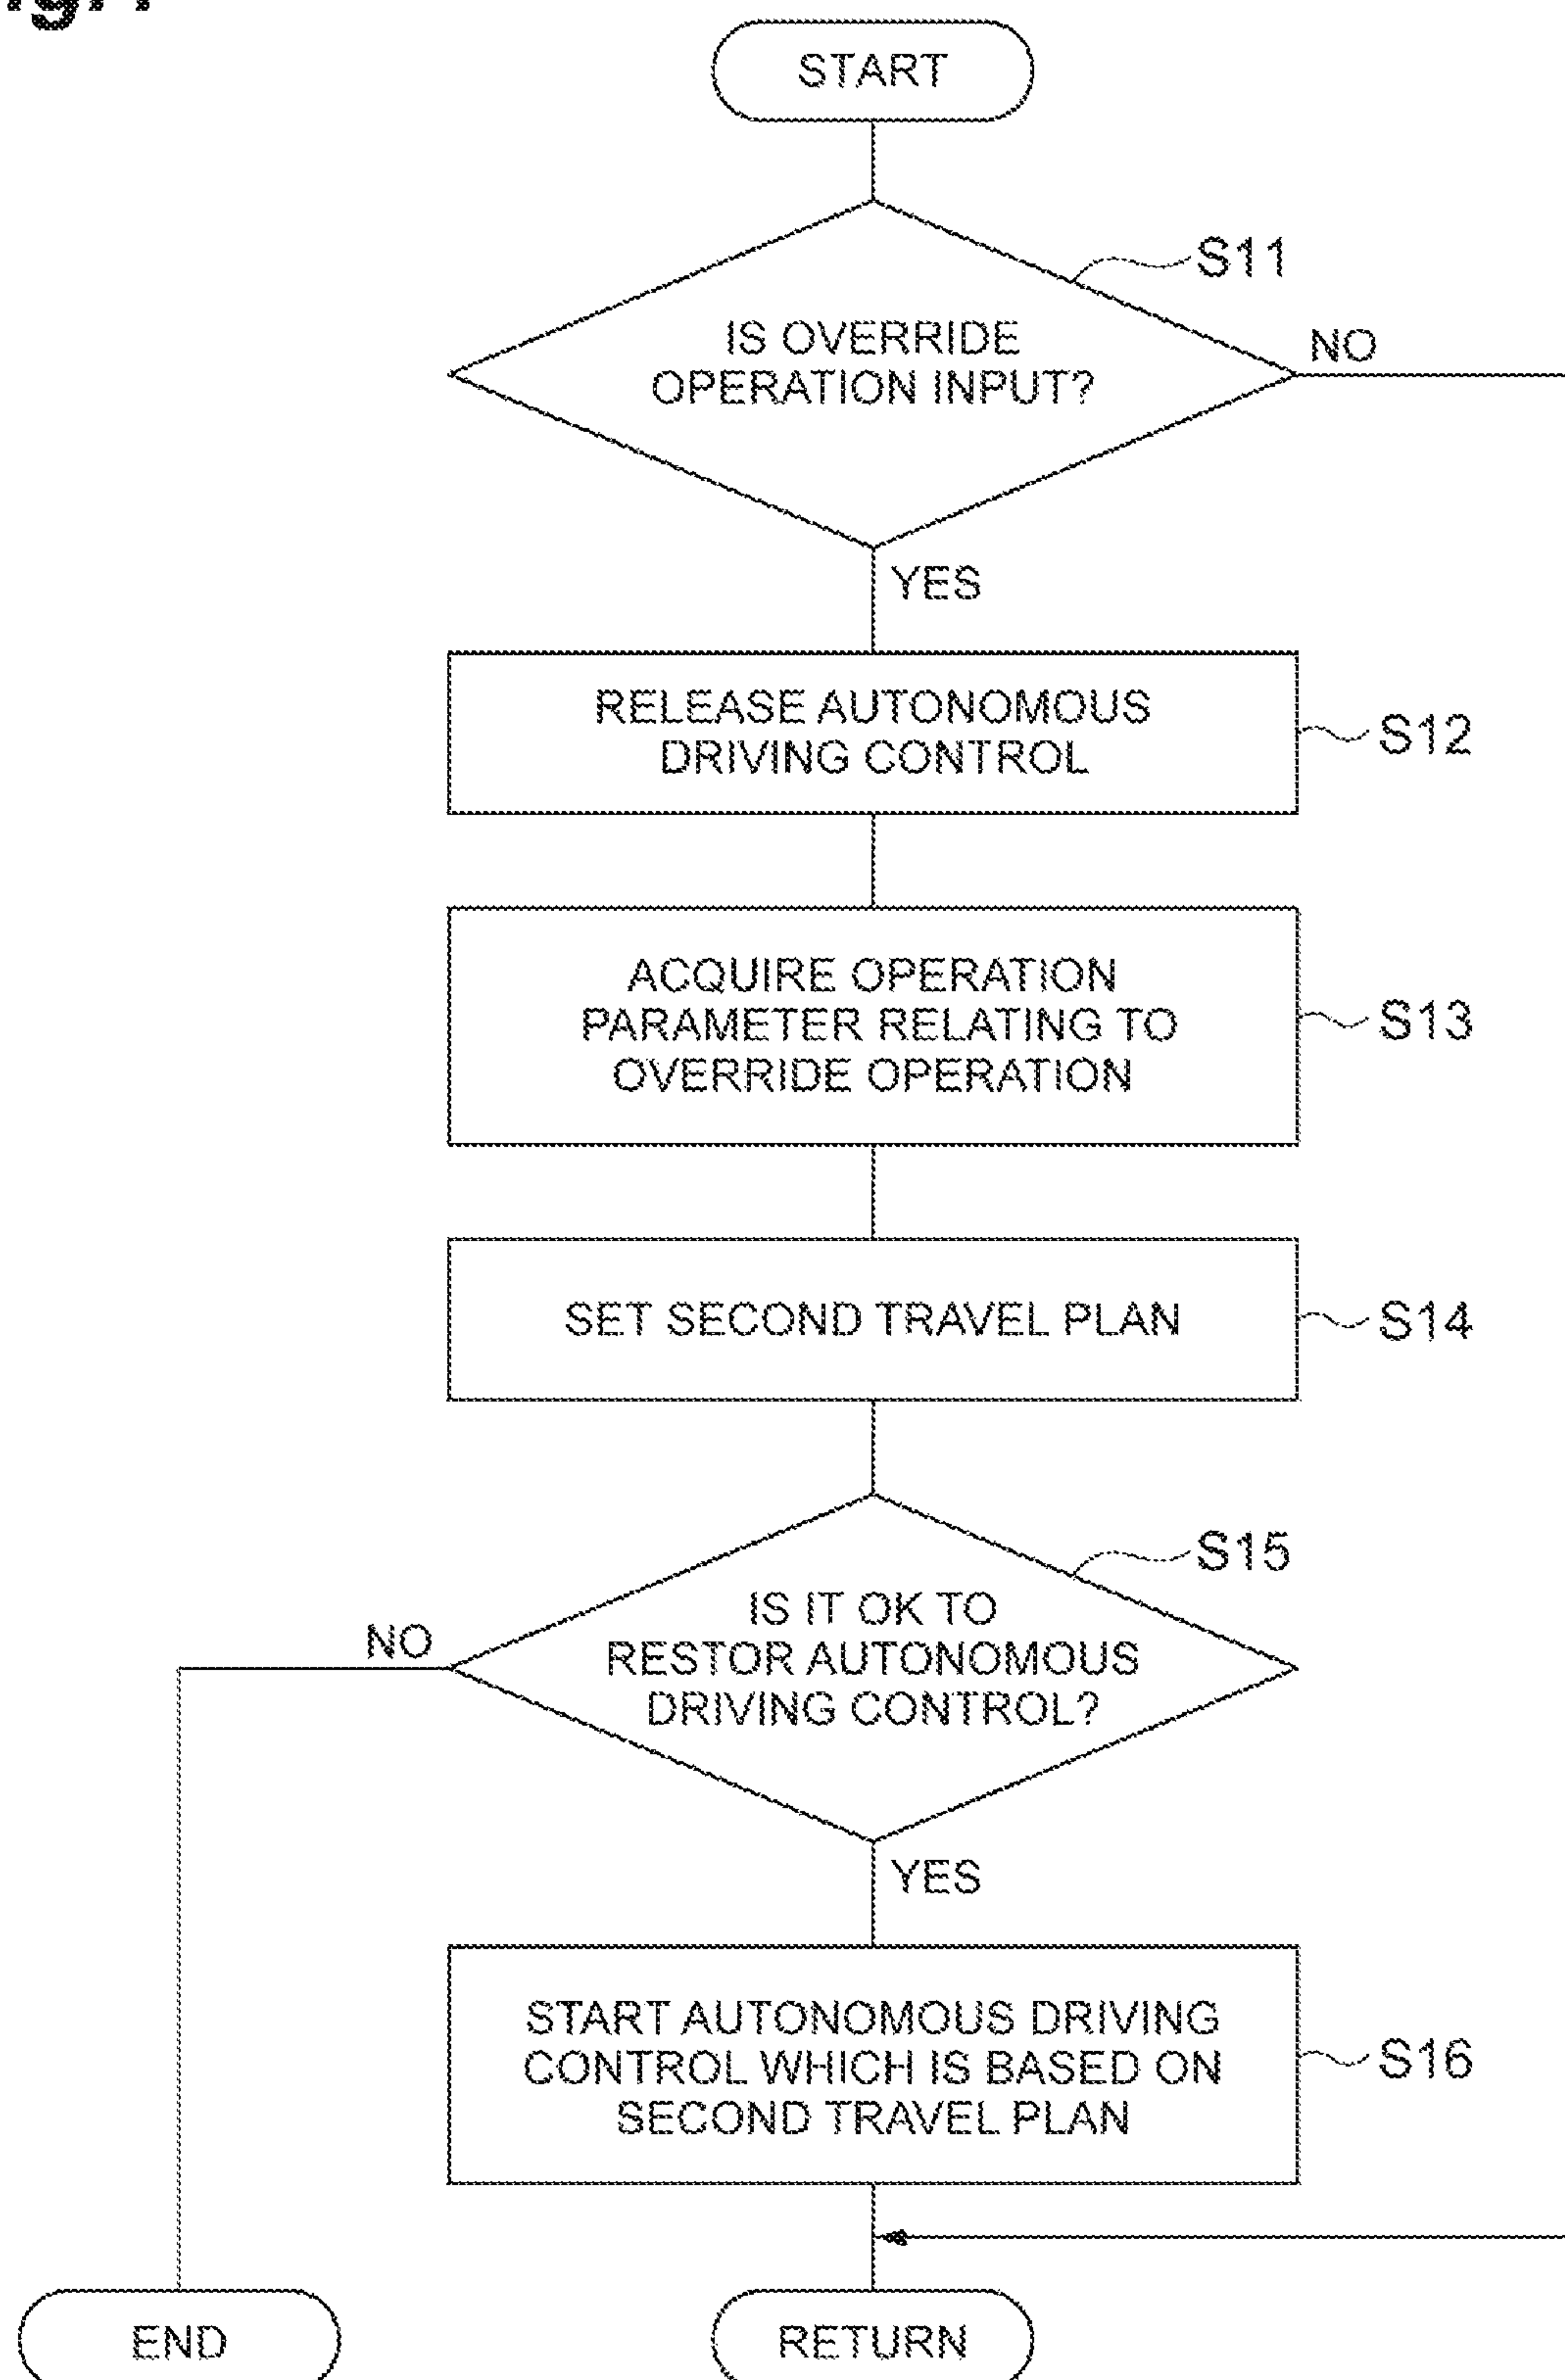 START
S11
IS OVERRIDE
OPERATION INPUT?
NO
YES
RELEASE AUTONOMOUS
DRIVING CONTROL
S12
ACQUIRE OPERATION
PARAMETER RELATING TO
OVERRIDE OPERATION
S13
SET SECOND TRAVEL PLAN
S14
S15
IS IT OK TO
RESTOR AUTONOMOUS
DRIVING CONTROL?
NO
YES
START AUTONOMOUS DRIVING
CONTROL WHICH IS BASED ON
SECOND TRAVEL PLAN
S16
END
RETURN